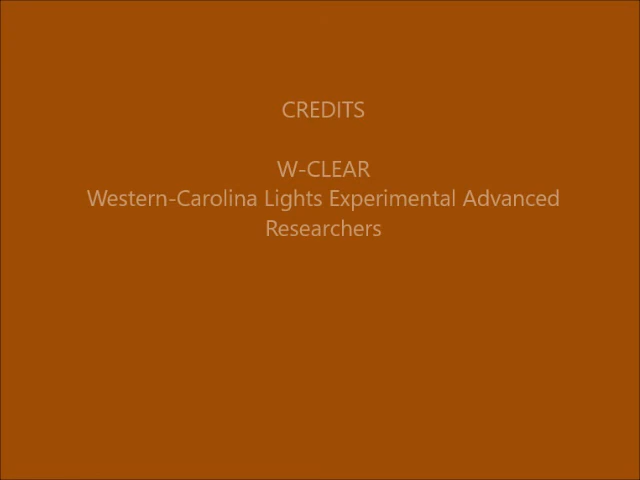 CREDITS
W-CLEAR
Western-Carolina Lights Experimental Advanced
Researchers